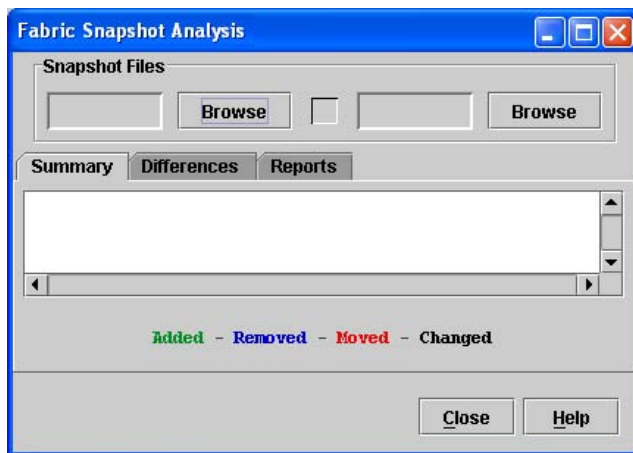 Fabric Snapshot Analysis
Snapshot Files
Browse Browse
Summary Differences Reports
Added - Removed - Moved - Changed
Close Help